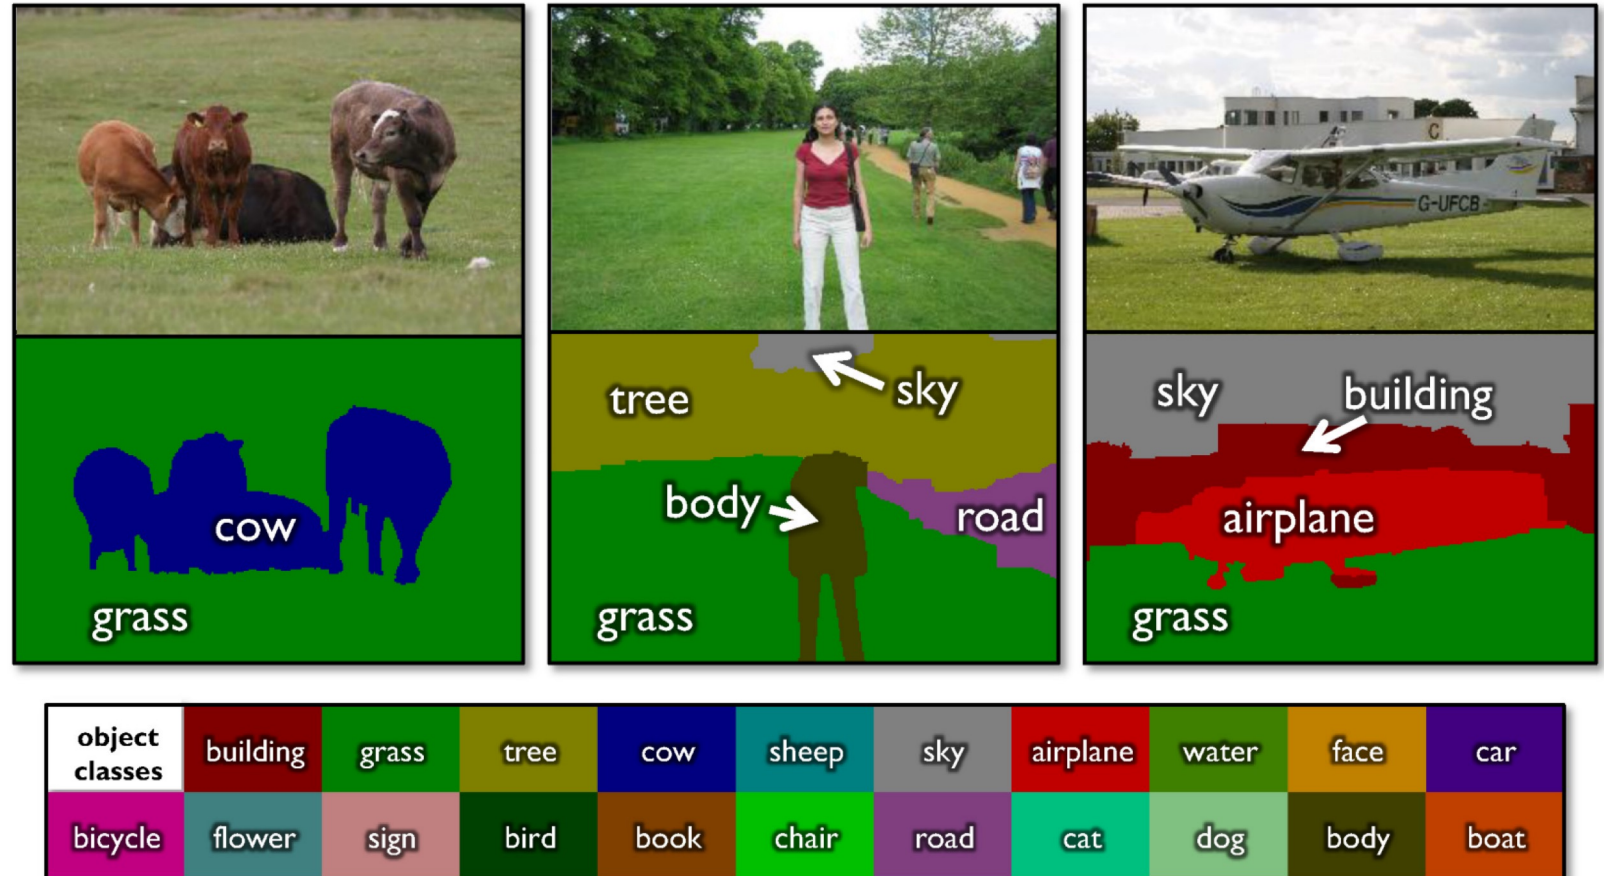 C
G-UFCB
cow
grass
tree
sky
body
road
grass
sky
building
airplane
grass
object classes
building
grass
tree
cow
sheep
sky
airplane
water
face
car
bicycle
flower
sign
bird
book
chair
road
cat
dog
body
boat